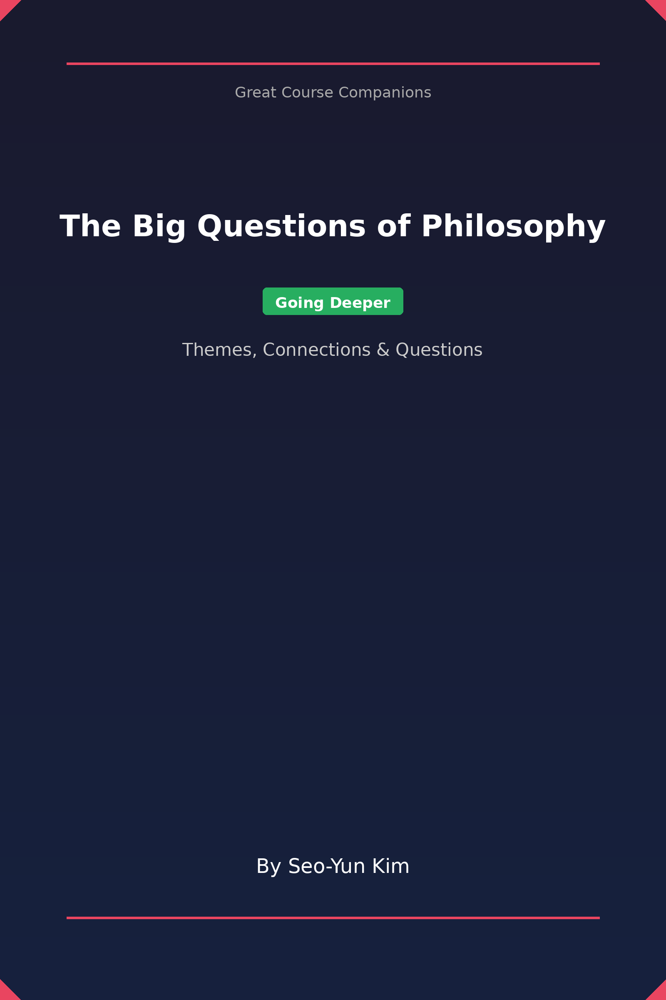 Great Course Companions
The Big Questions of Philosophy
Going Deeper
Themes, Connections & Questions
By Seo-Yun Kim